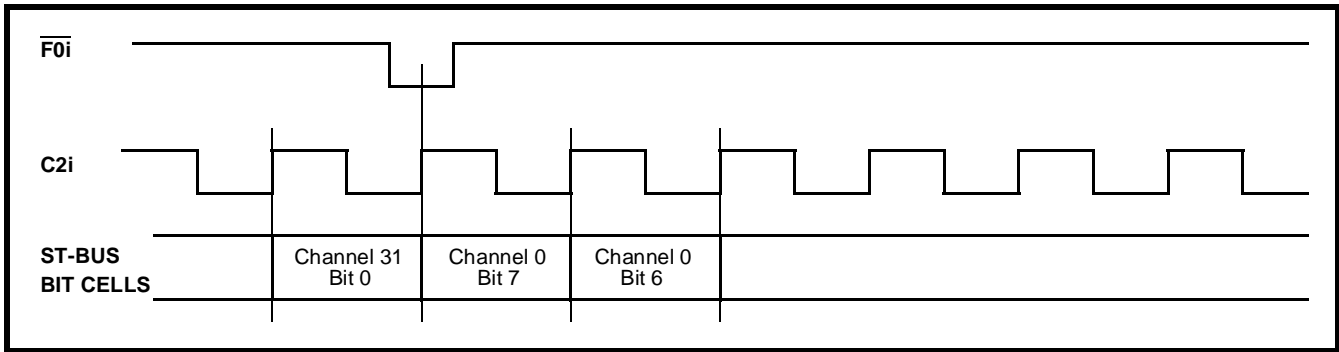 F0i
C2i
ST-BUS
BIT CELLS
Channel 31
Bit 0
Channel 0
Bit 7
Channel 0
Bit 6